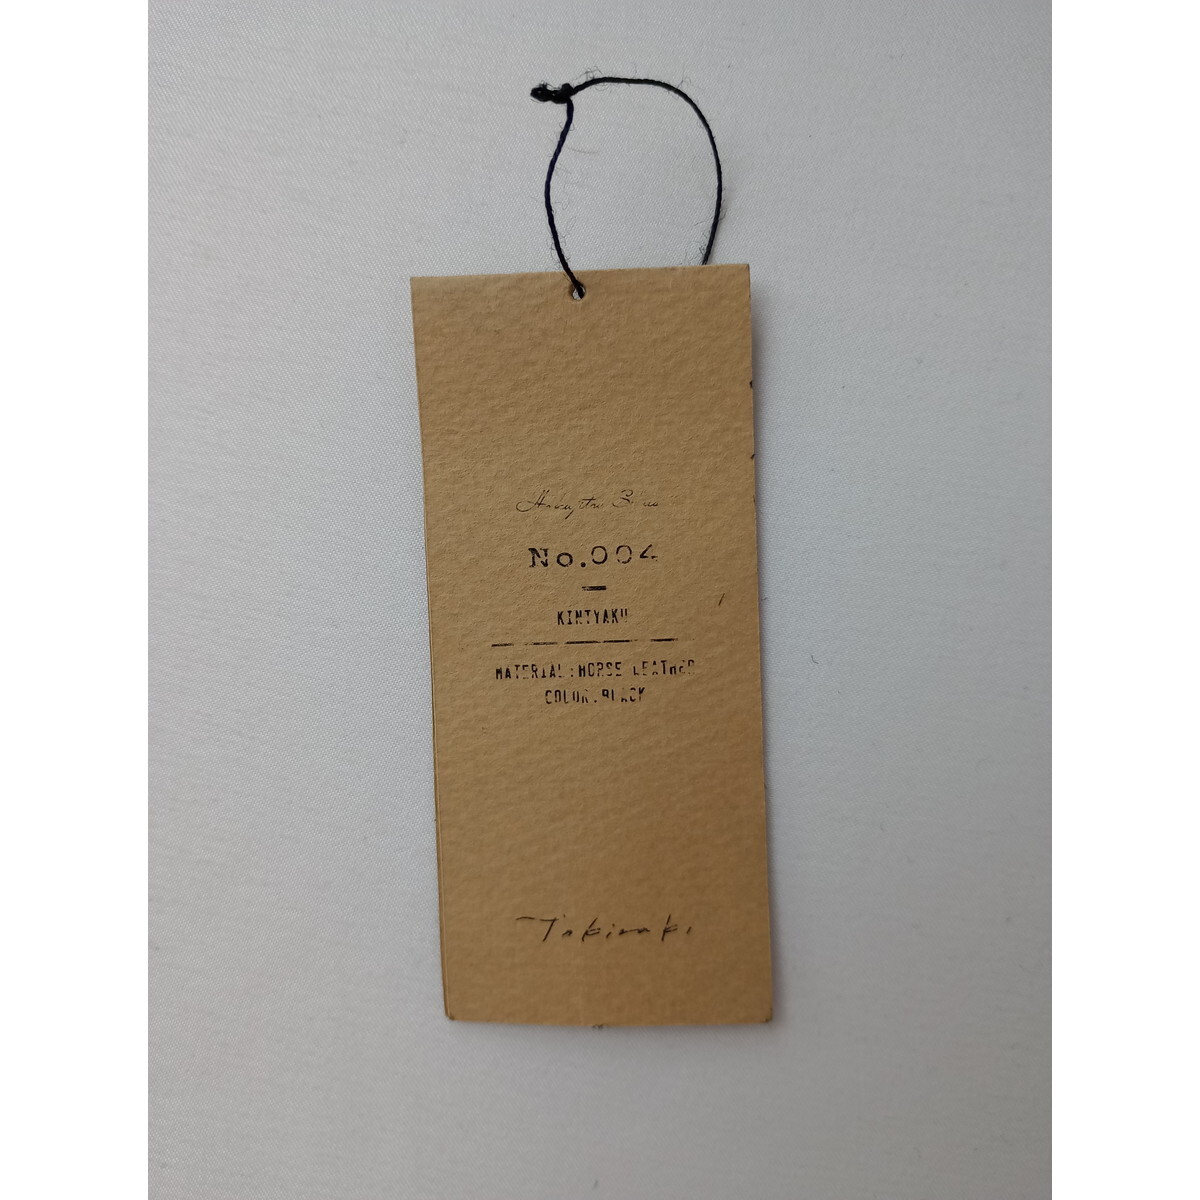 No.004
KINTYAKU
MATERIAL:HORSE LEATHER
COLOR:BLACK